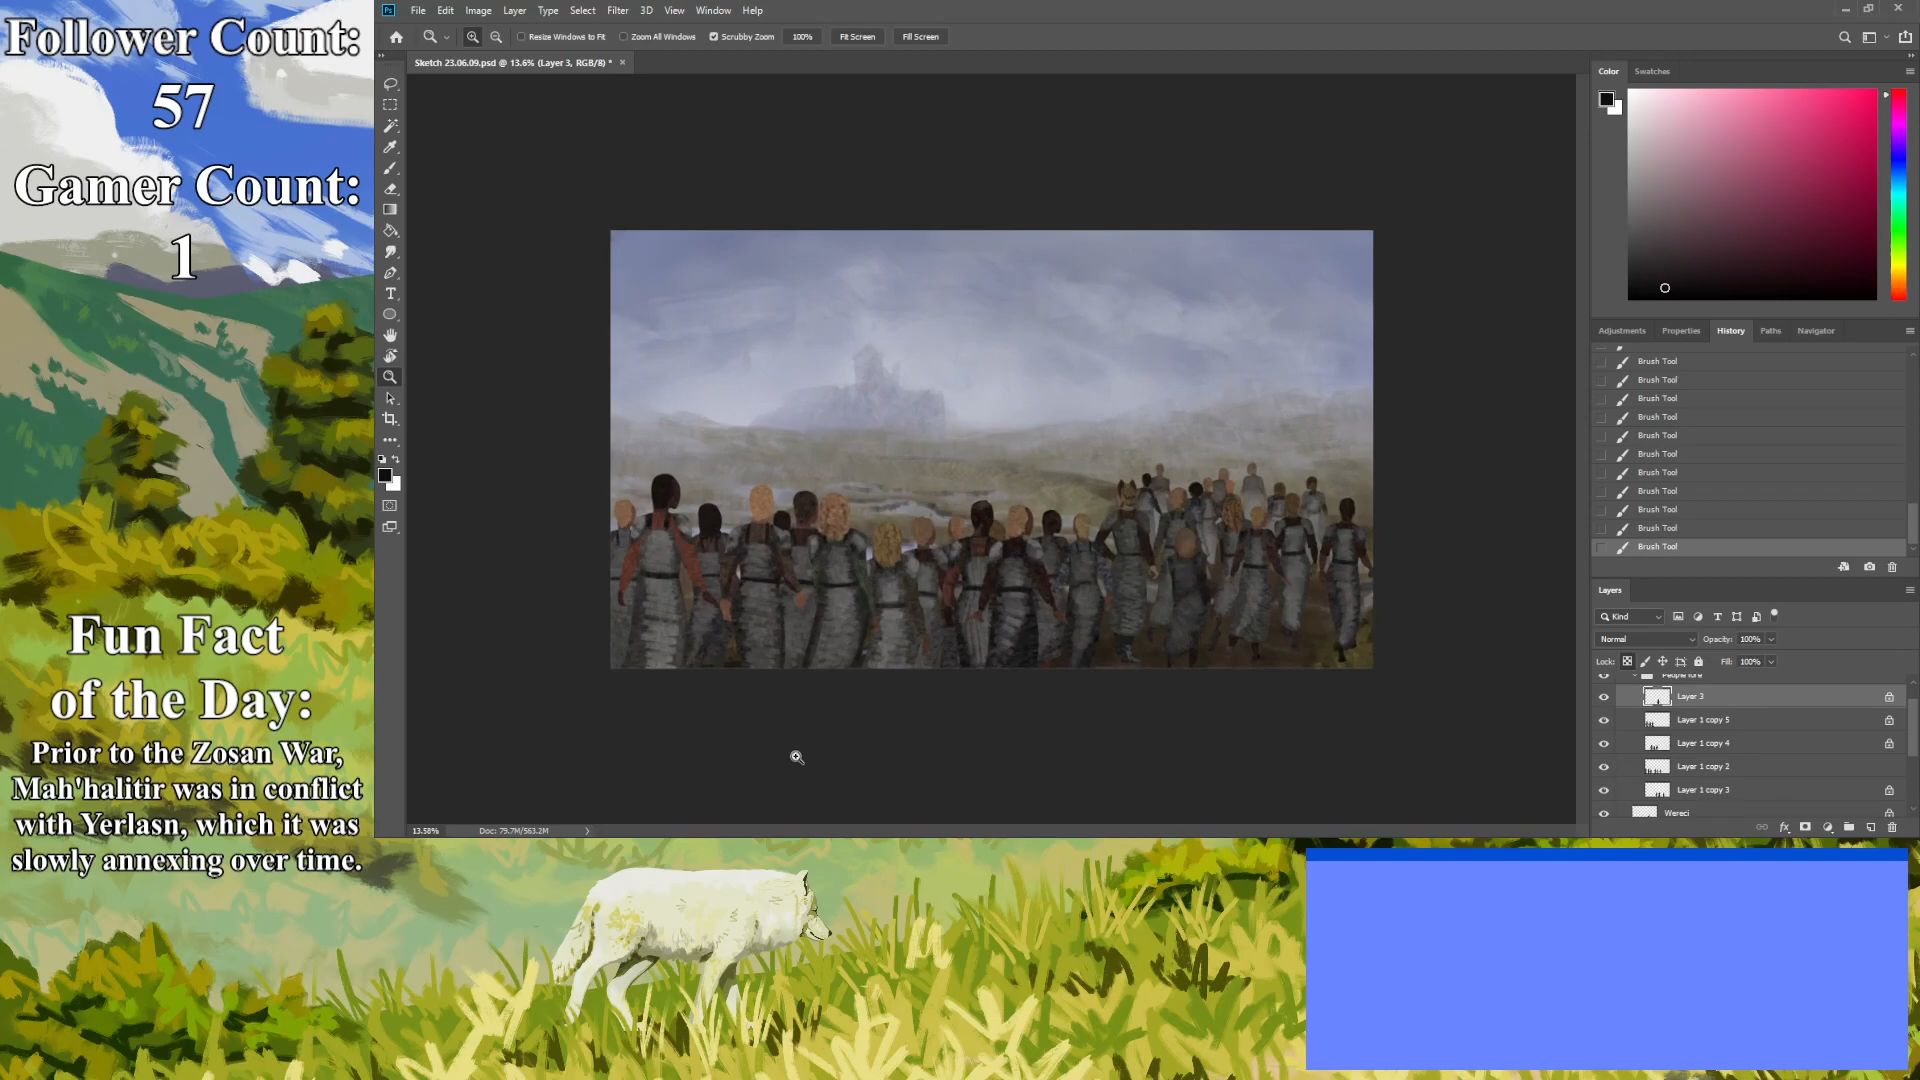 Follower Count:
57
Gamer Count:
1
Fun Fact
of the Day:
Prior to the Zosan War,
Mah'halitir was in conflict
with Yerlasn, which it was
slowly annexing over time.
Ps File Edit Image Layer Type Select Filter 3D View Window Help
Resize Windows to Fit Zoom All Windows Scrubby Zoom 100% Fit Screen Fill Screen
Sketch 23.06.09.psd @ 13.6% (Layer 3, RGB/8) *
13.58% Doc: 79.7M/563.2M
Color Swatches
Adjustments Properties History Paths Navigator
Brush Tool
Brush Tool
Brush Tool
Brush Tool
Brush Tool
Brush Tool
Brush Tool
Brush Tool
Brush Tool
Brush Tool
Brush Tool
Layers
Kind
Normal Opacity: 100%
Lock: Fill: 100%
Layer 3
Layer 1 copy 5
Layer 1 copy 4
Layer 1 copy 2
Layer 1 copy 3
Wereci